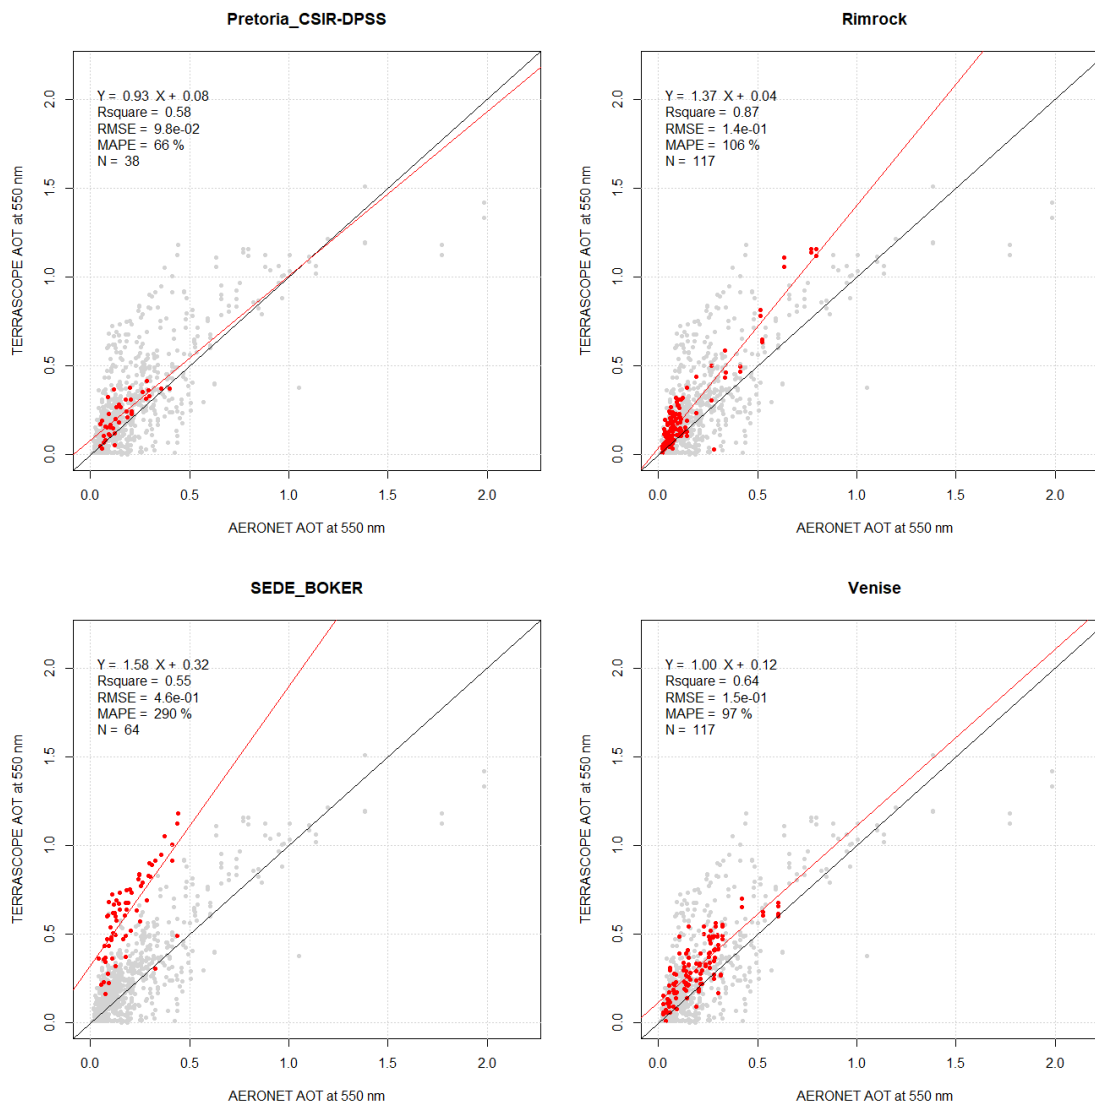 Pretoria_CSIR-DPSS
Y = 0.93 X + 0.08
Rsquare = 0.58
RMSE = 9.8e-02
MAPE = 66 %
N = 38
TERRASCOPE AOT at 550 nm
0.0
0.5
1.0
1.5
2.0
0.0 0.5 1.0 1.5 2.0
AERONET AOT at 550 nm
Rimrock
Y = 1.37 X + 0.04
Rsquare = 0.87
RMSE = 1.4e-01
MAPE = 106 %
N = 117
TERRASCOPE AOT at 550 nm
0.0
0.5
1.0
1.5
2.0
0.0 0.5 1.0 1.5 2.0
AERONET AOT at 550 nm
SEDE_BOKER
Y = 1.58 X + 0.32
Rsquare = 0.55
RMSE = 4.6e-01
MAPE = 290 %
N = 64
TERRASCOPE AOT at 550 nm
0.0
0.5
1.0
1.5
2.0
0.0 0.5 1.0 1.5 2.0
AERONET AOT at 550 nm
Venise
Y = 1.00 X + 0.12
Rsquare = 0.64
RMSE = 1.5e-01
MAPE = 97 %
N = 117
TERRASCOPE AOT at 550 nm
0.0
0.5
1.0
1.5
2.0
0.0 0.5 1.0 1.5 2.0
AERONET AOT at 550 nm